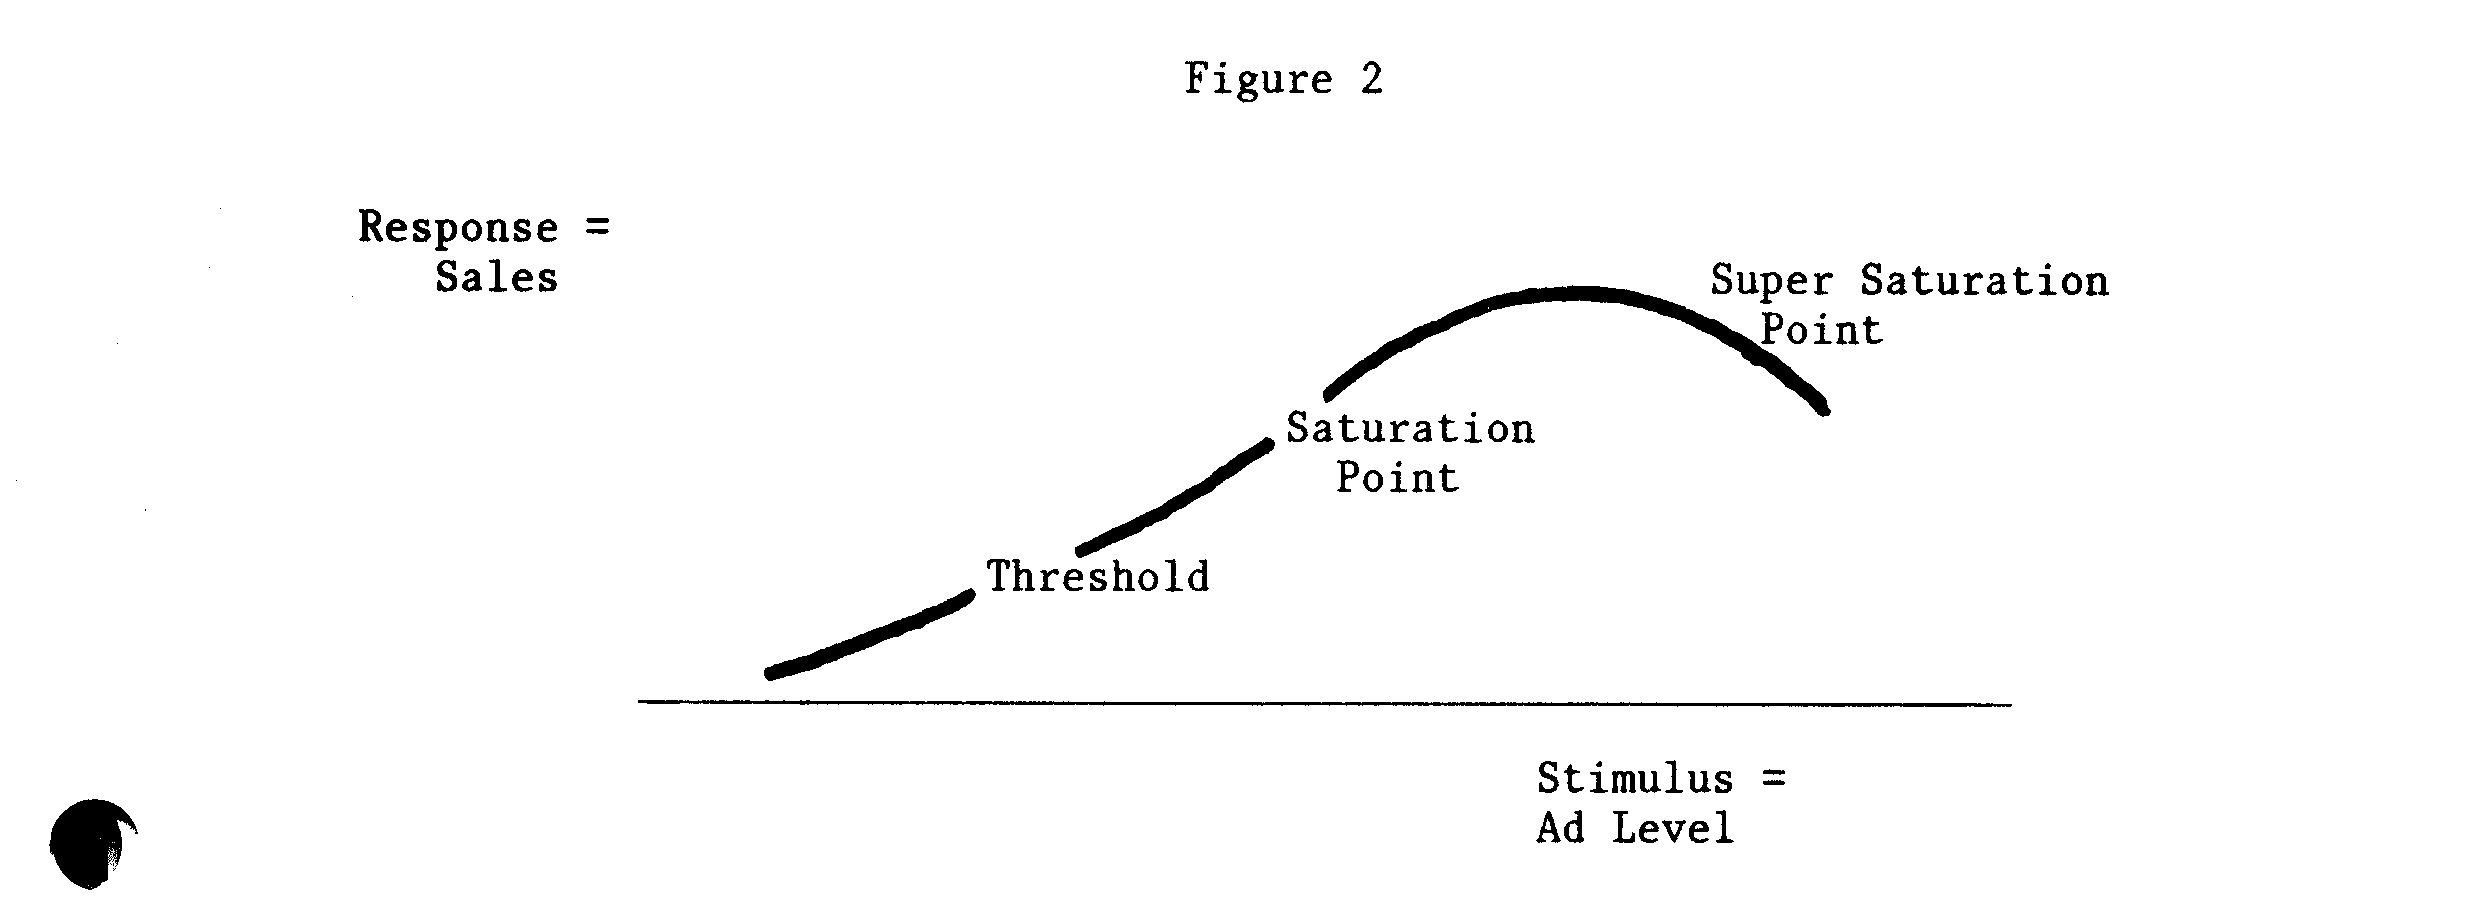 Figure 2
Response =
Sales
Super Saturation
Point
Saturation
Point
Threshold
Stimulus =
Ad Level